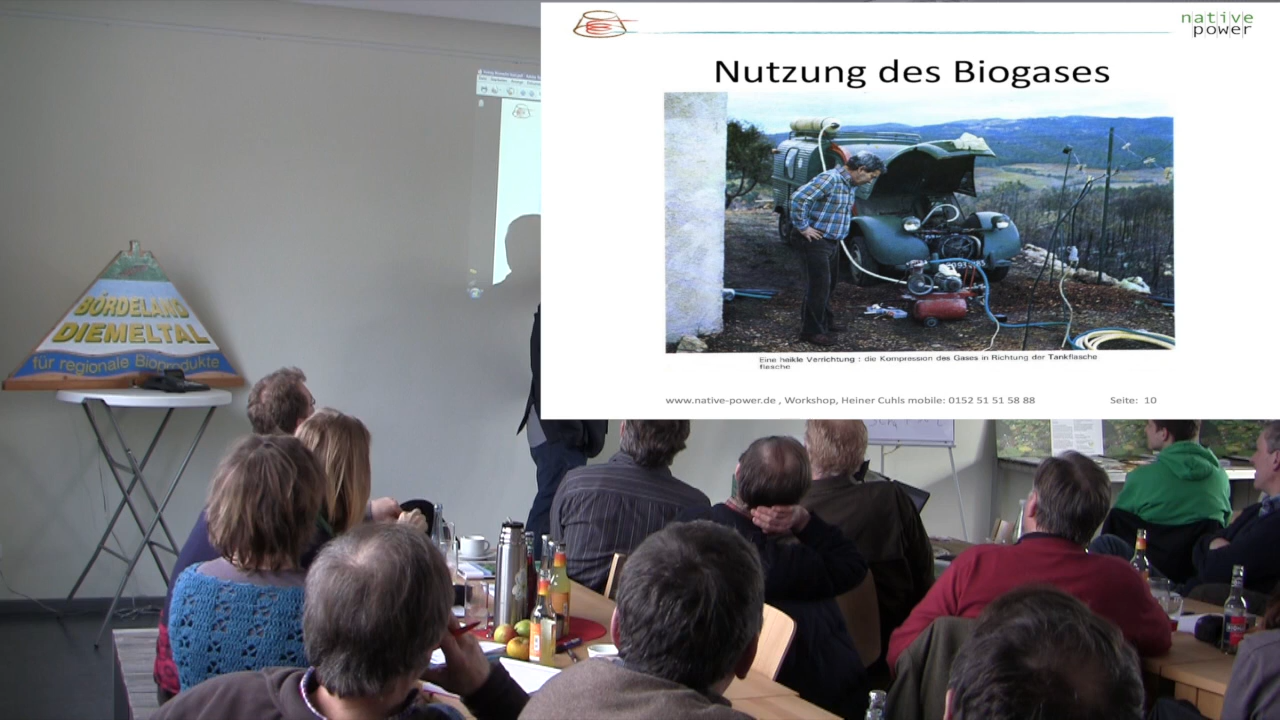 native
power
Nutzung des Biogases
Eine heikle Verrichtung : die Kompression des Gases in Richtung der Tankflasche
flasche
www.native-power.de , Workshop, Heiner Cuhls mobile: 0152 51 51 58 88
Seite: 10
BÖRDELAND
DIEMELTAL
für regionale Bioprodukte